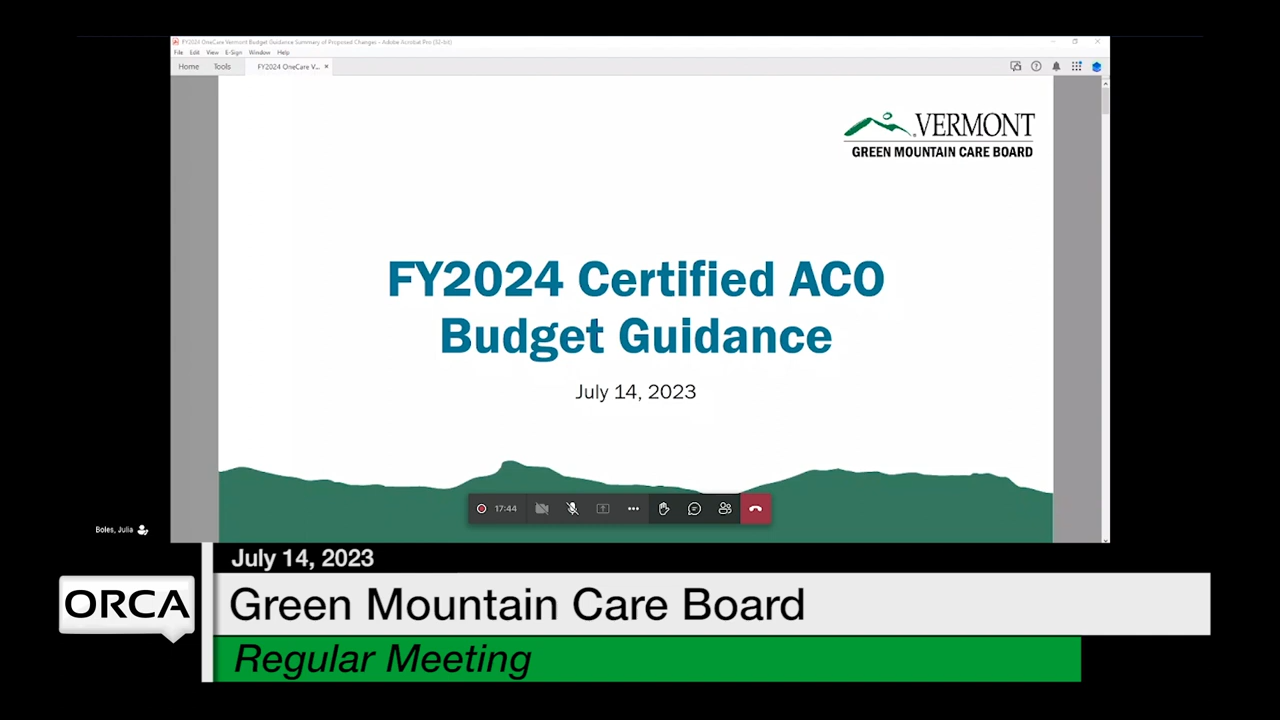 FY2024 OneCare Vermont Budget Guidance Summary of Proposed Changes - Adobe Acrobat Pro (32-bit)
File Edit View E-Sign Window Help
Home Tools FY2024 OneCare V... ×
VERMONT
GREEN MOUNTAIN CARE BOARD
FY2024 Certified ACO
Budget Guidance
July 14, 2023
17:44
Boles, Julia
July 14, 2023
ORCA
Green Mountain Care Board
Regular Meeting